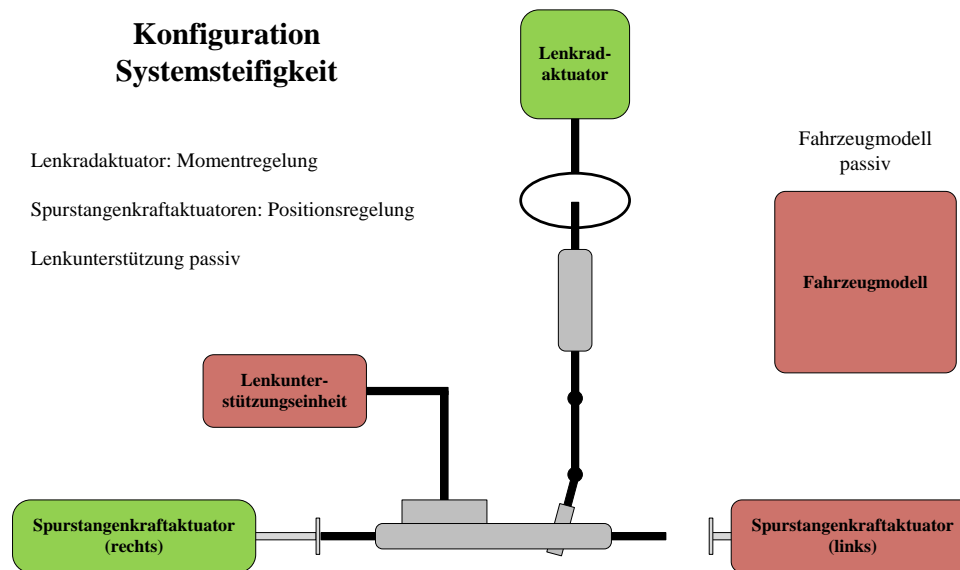 Konfiguration
Systemsteifigkeit
Lenkradaktuator: Momentregelung
Spurstangenkraftaktuatoren: Positionsregelung
Lenkunterstützung passiv
Lenkrad-
aktuator
Fahrzeugmodell
passiv
Fahrzeugmodell
Lenkunter-
stützungseinheit
Spurstangenkraftaktuator
(rechts)
Spurstangenkraftaktuator
(links)